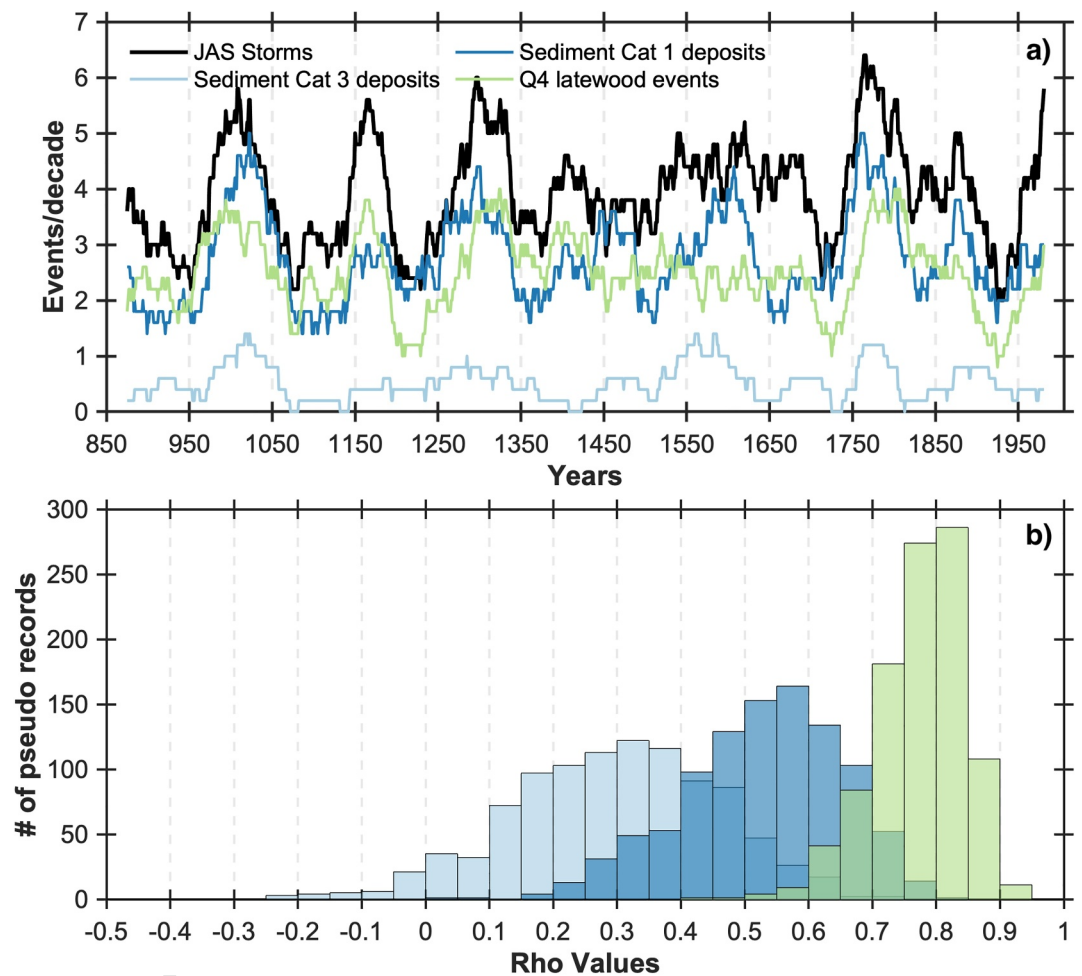 a)
JAS Storms
Sediment Cat 1 deposits
Sediment Cat 3 deposits
Q4 latewood events
Events/decade
7
6
5
4
3
2
1
0
850 950 1050 1150 1250 1350 1450 1550 1650 1750 1850 1950
Years
b)
# of pseudo records
300
250
200
150
100
50
0
-0.5 -0.4 -0.3 -0.2 -0.1 0 0.1 0.2 0.3 0.4 0.5 0.6 0.7 0.8 0.9 1
Rho Values